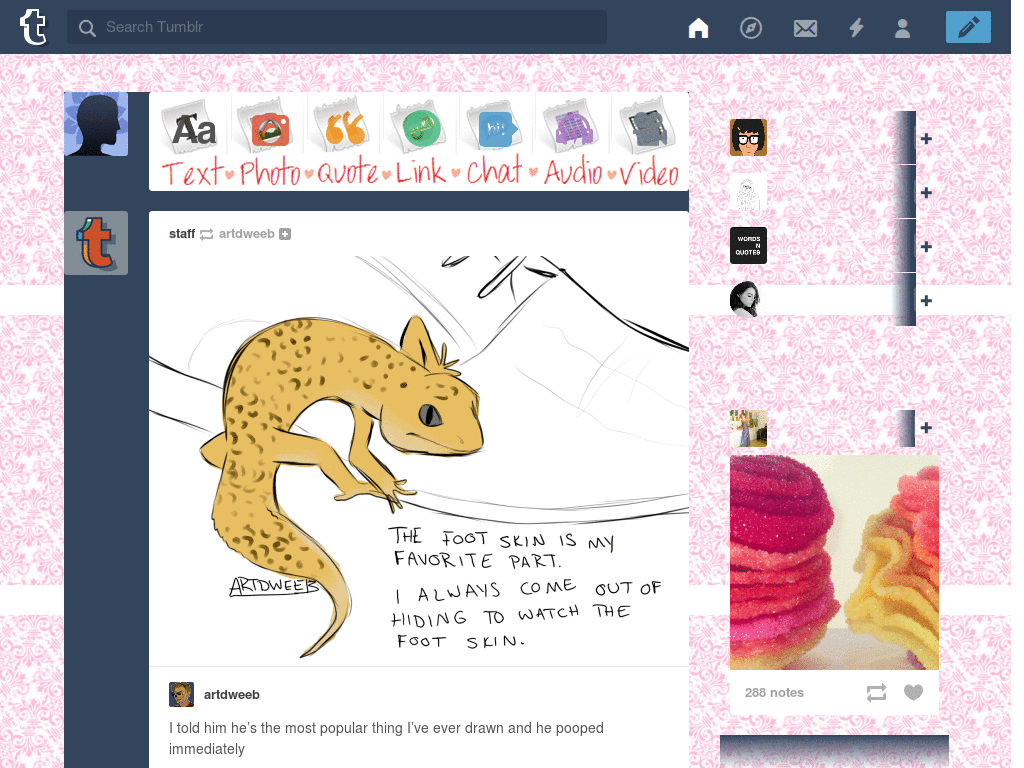 t
Search Tumblr
Aa
hi!
Text Photo Quote Link Chat Audio Video
t
staff artdweeb
THE FOOT SKIN IS MY
FAVORITE PART.
I ALWAYS COME OUT OF
HIDING TO WATCH THE
FOOT SKIN.
ARTDWEEB
artdweeb
I told him he's the most popular thing I've ever drawn and he pooped
immediately
WORDS
N
QUOTES
288 notes